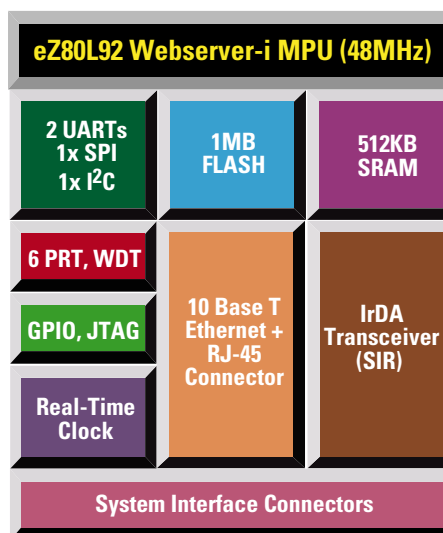 eZ80L92 Webserver-i MPU (48MHz)
2 UARTs
1x SPI
1x I²C
1MB
FLASH
512KB
SRAM
6 PRT, WDT
GPIO, JTAG
Real-Time
Clock
10 Base T
Ethernet +
RJ-45
Connector
IrDA
Transceiver
(SIR)
System Interface Connectors